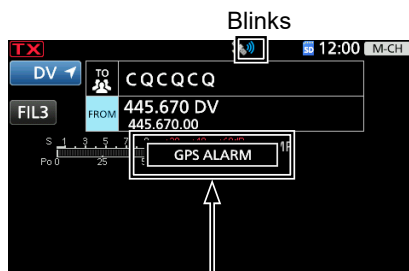 Blinks
TX 12:00 M-CH
DV TO CQCQCQ
FIL3 FROM 445.670 DV
445.670.00
S 1 3 5 7
Po 0 25
GPS ALARM